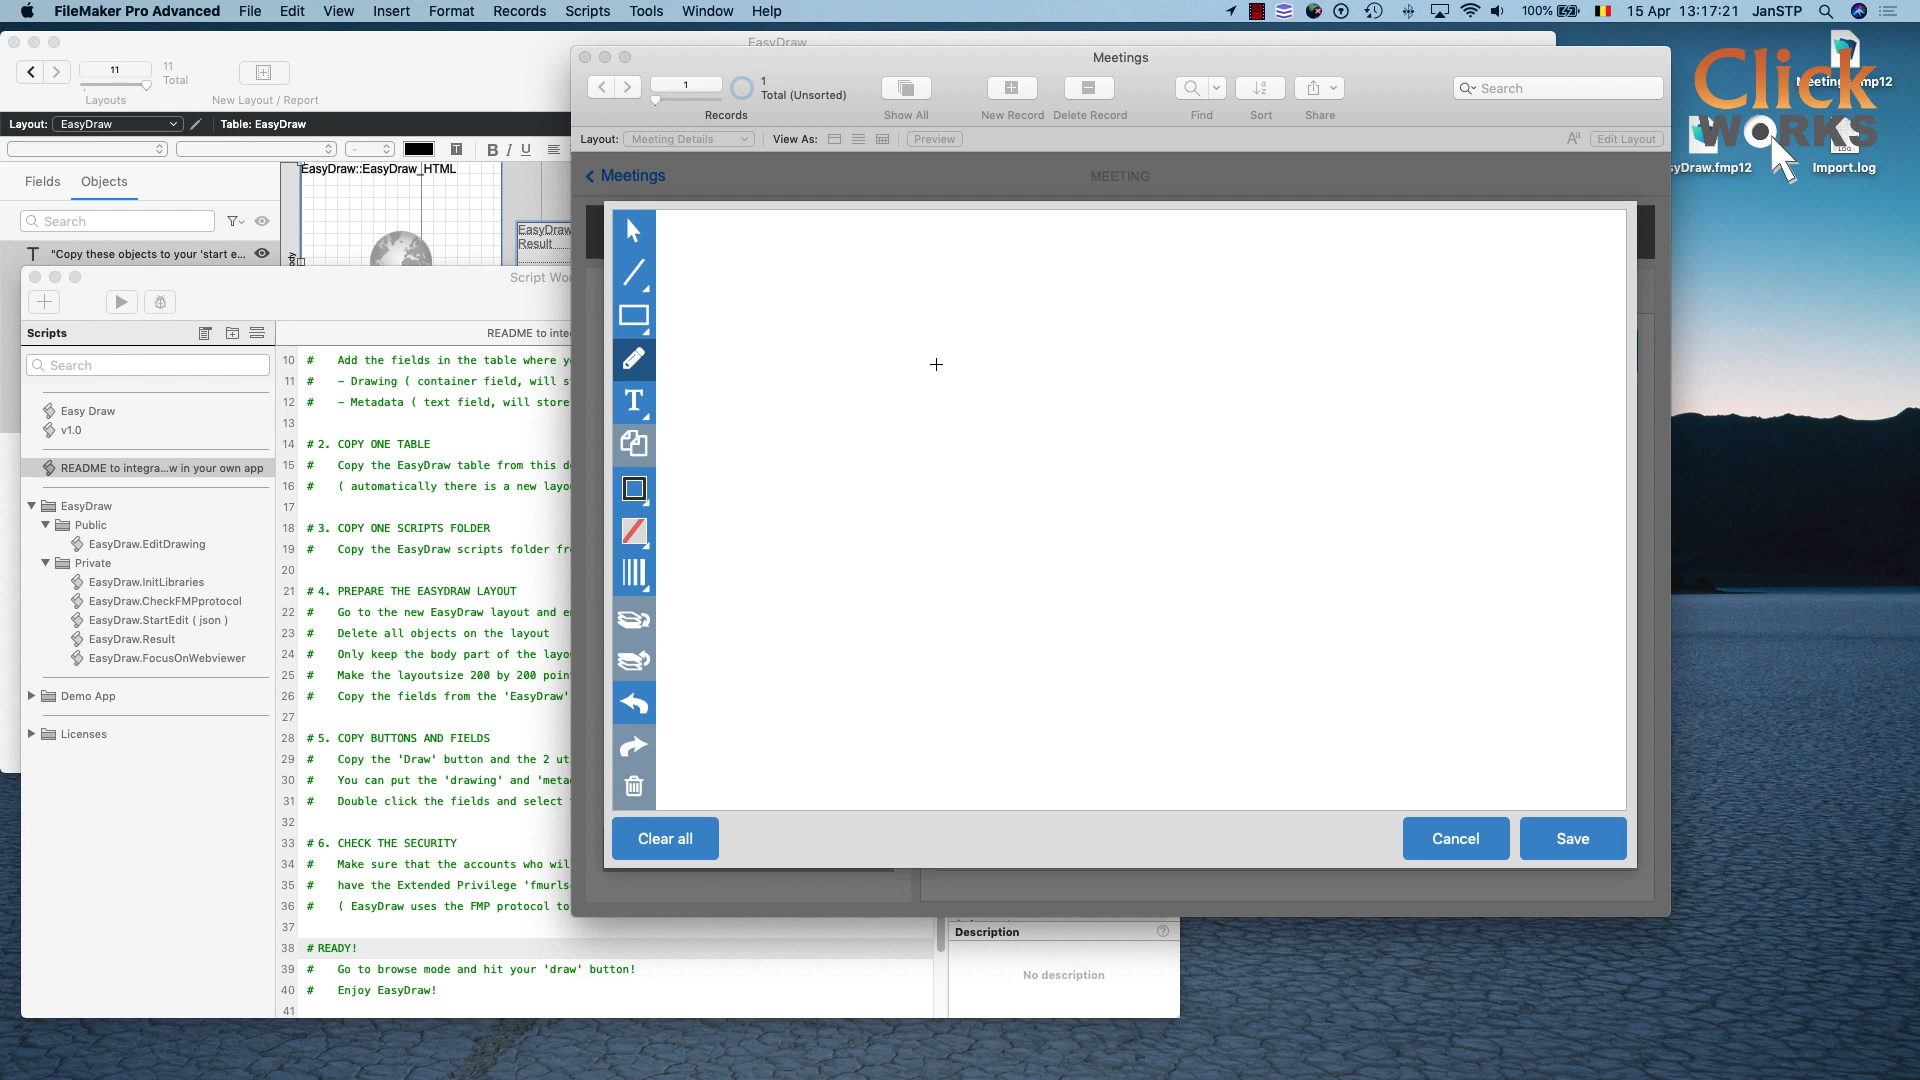 FileMaker Pro Advanced File Edit View Insert Format Records Scripts Tools Window Help
100% 15 Apr 13:17:21 JanSTP
EasyDraw
11
11
Total
Layouts
New Layout / Report
Layout: EasyDraw
Table: EasyDraw
B I U
Fields Objects
Search
"Copy these objects to your 'start e...
EasyDraw::EasyDraw_HTML
EasyDraw
Result
Meetings
1
1
Total (Unsorted)
Records
Show All
New Record
Delete Record
Find
Sort
Share
Search
Layout: Meeting Details
View As:
Preview
Edit Layout
Meetings
MEETING
T
Clear all
Cancel
Save
Scripts
Search
Easy Draw
v1.0
README to integra...w in your own app
EasyDraw
Public
EasyDraw.EditDrawing
Private
EasyDraw.InitLibraries
EasyDraw.CheckFMPprotocol
EasyDraw.StartEdit ( json )
EasyDraw.Result
EasyDraw.FocusOnWebviewer
Demo App
Licenses
10 # Add the fields in the table where
11 # – Drawing ( container field, will
12 # – Metadata ( text field, will store
13
14 # 2. COPY ONE TABLE
15 # Copy the EasyDraw table from this
16 # ( automatically there is a new
17
18 # 3. COPY ONE SCRIPTS FOLDER
19 # Copy the EasyDraw scripts folder
20
21 # 4. PREPARE THE EASYDRAW LAYOUT
22 # Go to the new EasyDraw layout and
23 # Delete all objects on the layout
24 # Only keep the body part of the
25 # Make the layoutsize 200 by 200
26 # Copy the fields from the 'EasyDraw'
27
28 # 5. COPY BUTTONS AND FIELDS
29 # Copy the 'Draw' button and the 2
30 # You can put the 'drawing' and
31 # Double click the fields and select
32
33 # 6. CHECK THE SECURITY
34 # Make sure that the accounts who
35 # have the Extended Privilege
36 # ( EasyDraw uses the FMP protocol to
37
38 # READY!
39 # Go to browse mode and hit your 'draw' button!
40 # Enjoy EasyDraw!
41
Description
No description
Click
WORKS
yDraw.fmp12
LOG
Import.log